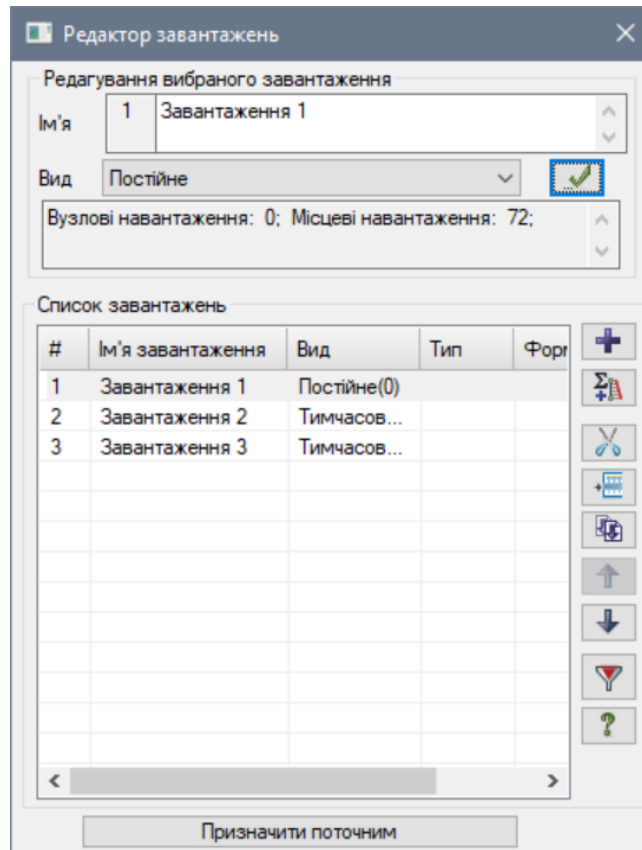 Редактор завантажень
Редагування вибраного завантаження
Ім'я 1 Завантаження 1
Вид Постійне
Вузлові навантаження: 0; Місцеві навантаження: 72;
Список завантажень
# Ім'я завантаження Вид Тип Форм
1 Завантаження 1 Постійне(0)
2 Завантаження 2 Тимчасов...
3 Завантаження 3 Тимчасов...
Призначити поточним